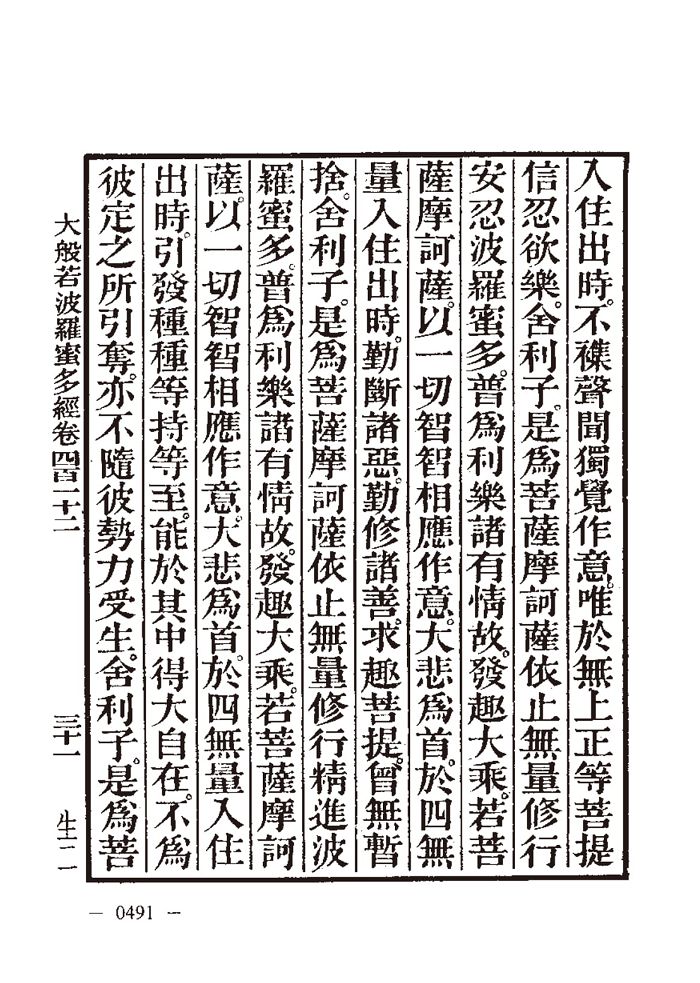 入住出時。不襍聲聞獨覺作意。唯於無上正等菩提
信忍欲樂。舍利子。是爲菩薩摩訶薩依止無量修行
安忍波羅蜜多。普爲利樂諸有情故。發趣大乘。若菩
薩摩訶薩。以一切智智相應作意。大悲爲首。於四無
量入住出時。勤斷諸惡。勤修諸善。求趣菩提。曾無暫
捨。舍利子。是爲菩薩摩訶薩依止無量修行精進波
羅蜜多。普爲利樂諸有情故。發趣大乘。若菩薩摩訶
薩。以一切智智相應作意。大悲爲首。於四無量入住
出時。引發種種等持等至。能於其中得大自在。不爲
彼定之所引奪。亦不隨彼勢力受生。舍利子。是爲菩
大般若波羅蜜多經卷四百一十二 三十一 生二
— 0491 —